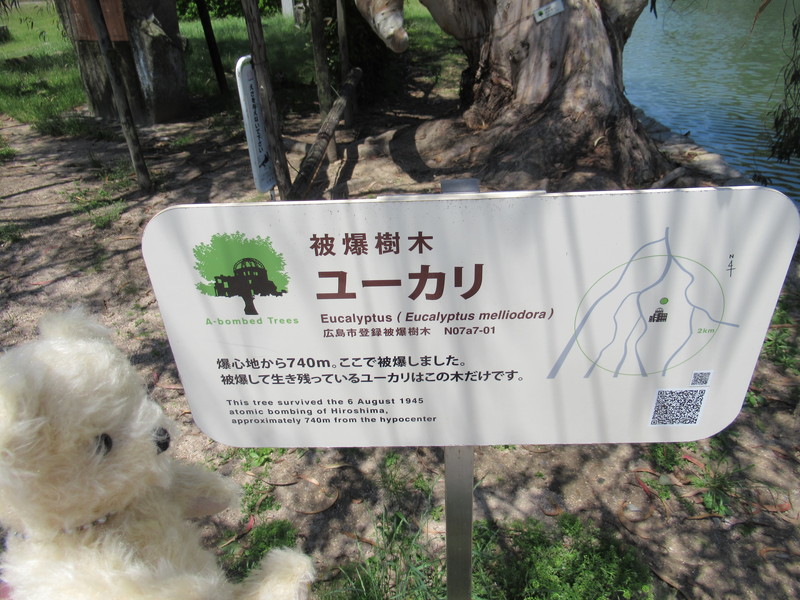 被爆樹木
ユーカリ
Eucalyptus ( Eucalyptus melliodora )
広島市登録被爆樹木 N07a7-01
A-bombed Trees
爆心地から740m。ここで被爆しました。
被爆して生き残っているユーカリはこの木だけです。
This tree survived the 6 August 1945
atomic bombing of Hiroshima,
approximately 740m from the hypocenter
N
2km